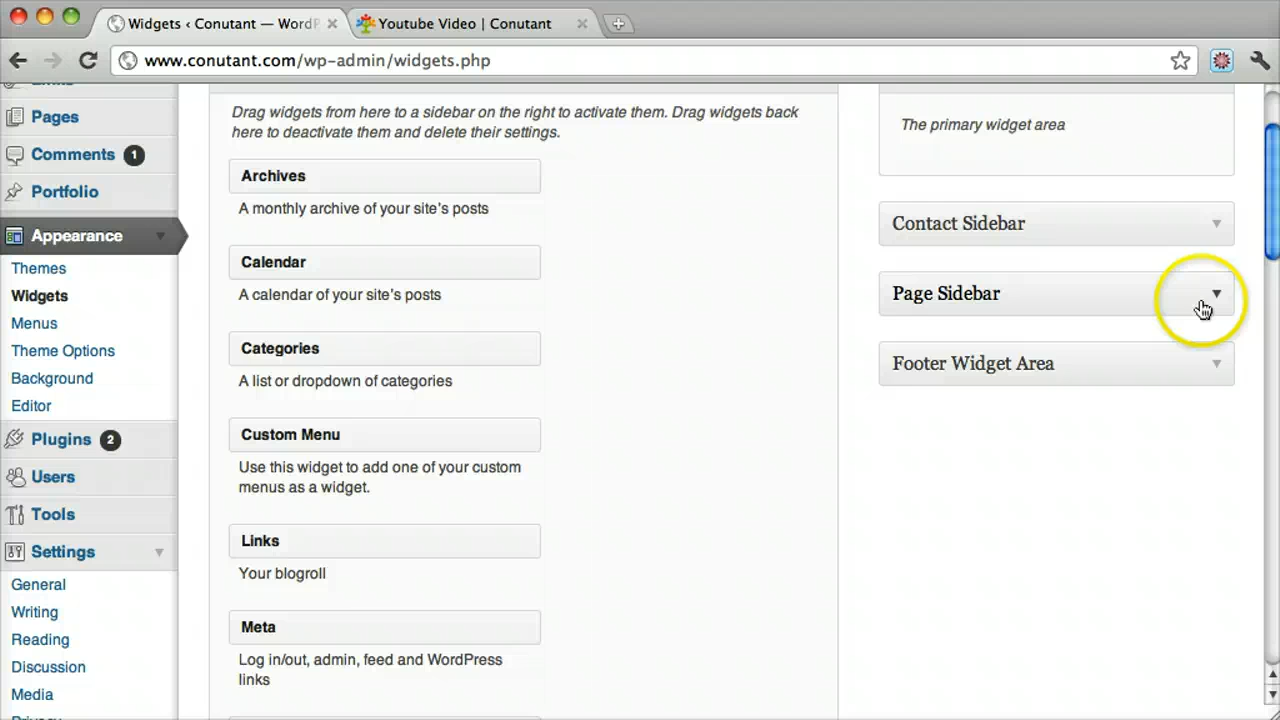 Widgets ‹ Conutant — WordP
Youtube Video | Conutant
www.conutant.com/wp-admin/widgets.php
Links
Pages
Comments 1
Portfolio
Appearance
Themes
Widgets
Menus
Theme Options
Background
Editor
Plugins 2
Users
Tools
Settings
General
Writing
Reading
Discussion
Media
Privacy
Drag widgets from here to a sidebar on the right to activate them. Drag widgets back
here to deactivate them and delete their settings.
Archives
A monthly archive of your site's posts
Calendar
A calendar of your site's posts
Categories
A list or dropdown of categories
Custom Menu
Use this widget to add one of your custom
menus as a widget.
Links
Your blogroll
Meta
Log in/out, admin, feed and WordPress
links
The primary widget area
Contact Sidebar
Page Sidebar
Footer Widget Area